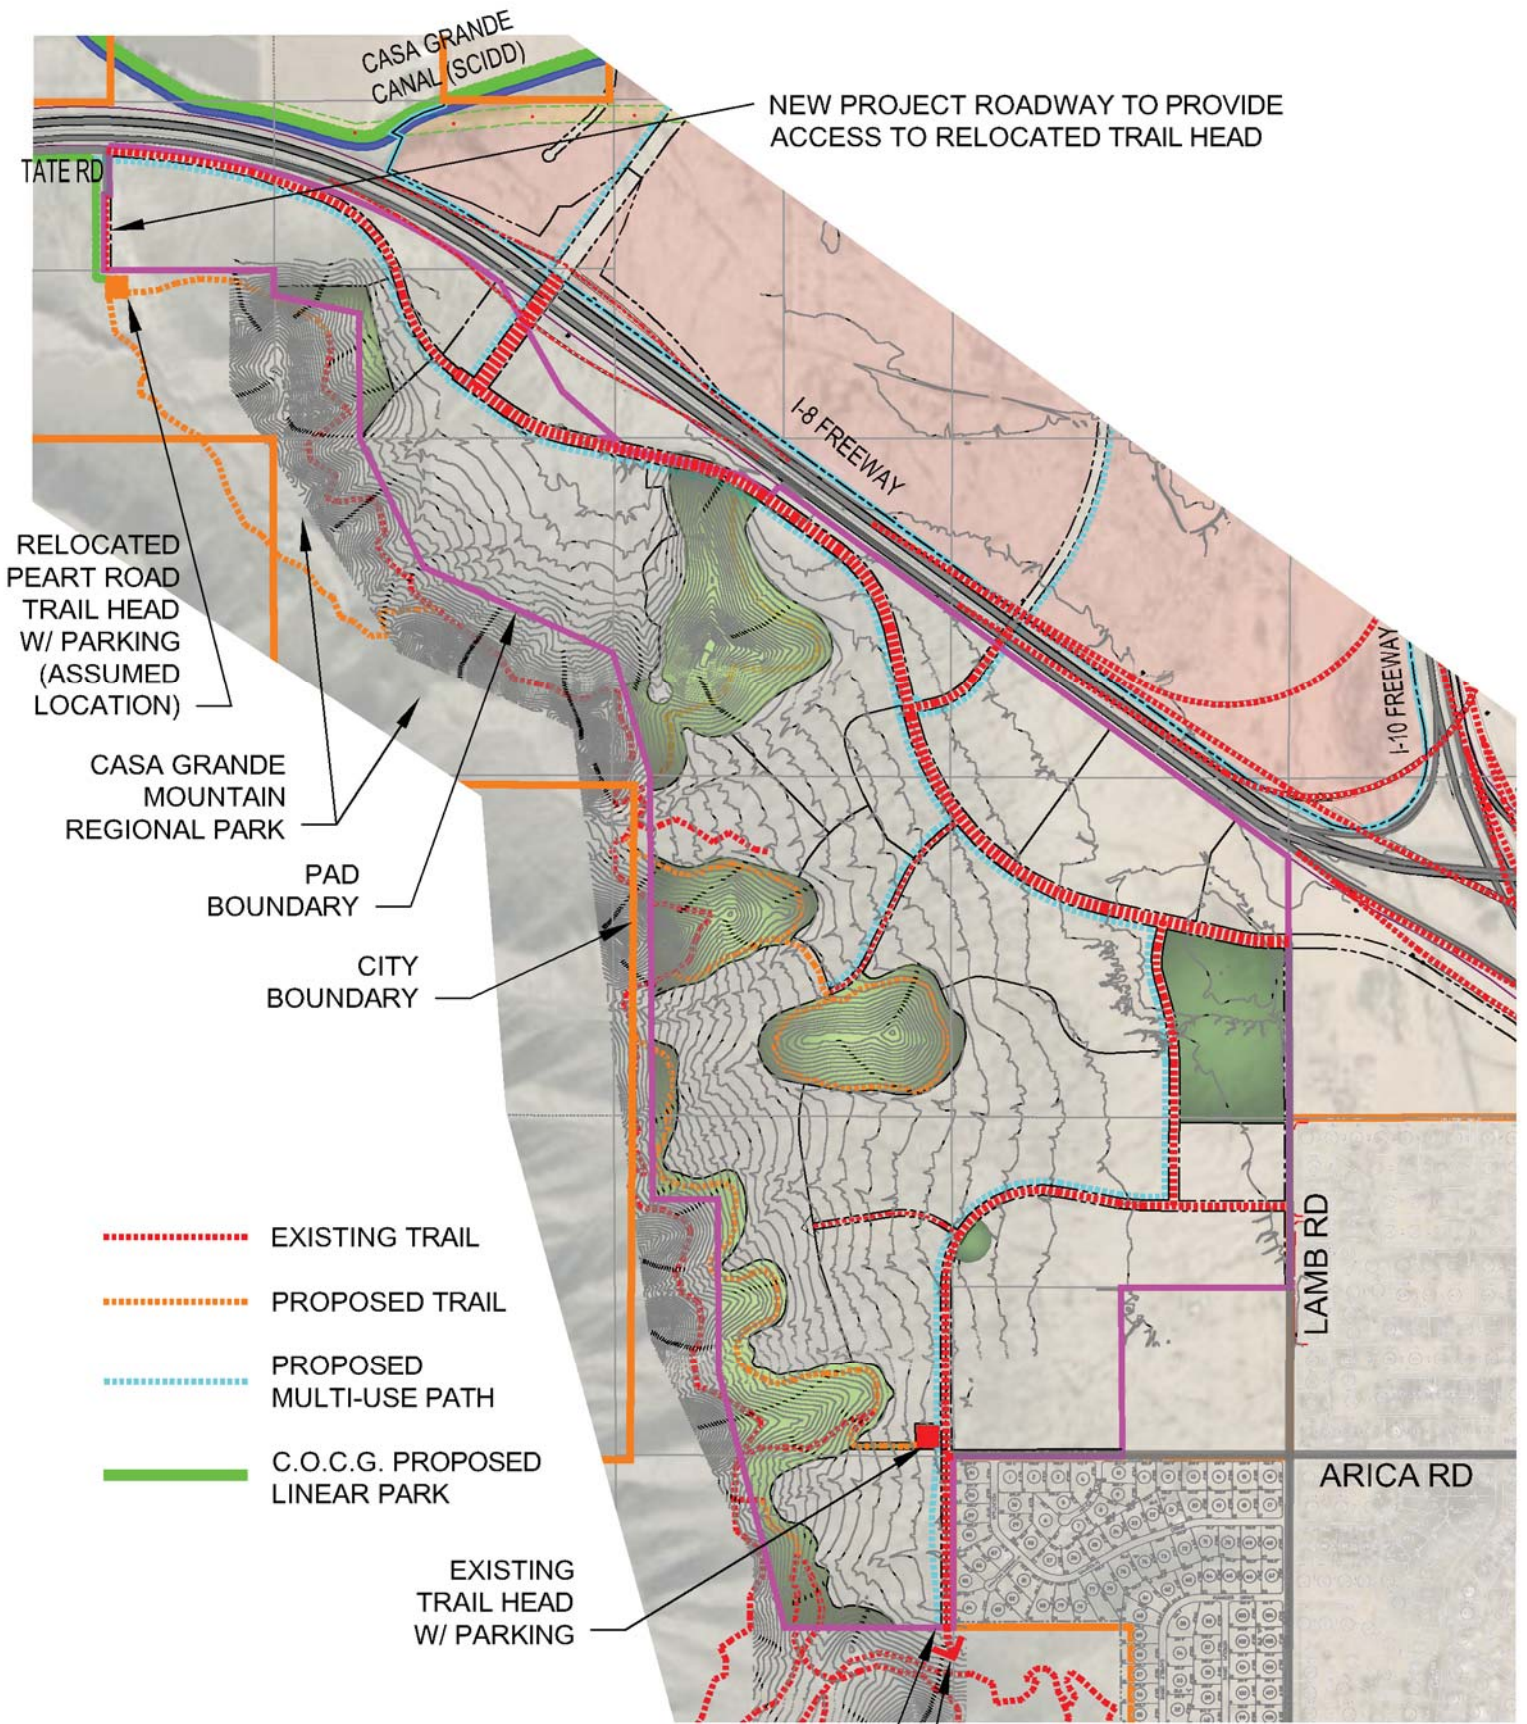 CASA GRANDE
CANAL (SCIDD)
NEW PROJECT ROADWAY TO PROVIDE
ACCESS TO RELOCATED TRAIL HEAD
TATE RD
I-8 FREEWAY
I-10 FREEWAY
RELOCATED
PEART ROAD
TRAIL HEAD
W/ PARKING
(ASSUMED
LOCATION)
CASA GRANDE
MOUNTAIN
REGIONAL PARK
PAD
BOUNDARY
CITY
BOUNDARY
EXISTING TRAIL
PROPOSED TRAIL
PROPOSED
MULTI-USE PATH
C.O.C.G. PROPOSED
LINEAR PARK
LAMB RD
ARICA RD
EXISTING
TRAIL HEAD
W/ PARKING